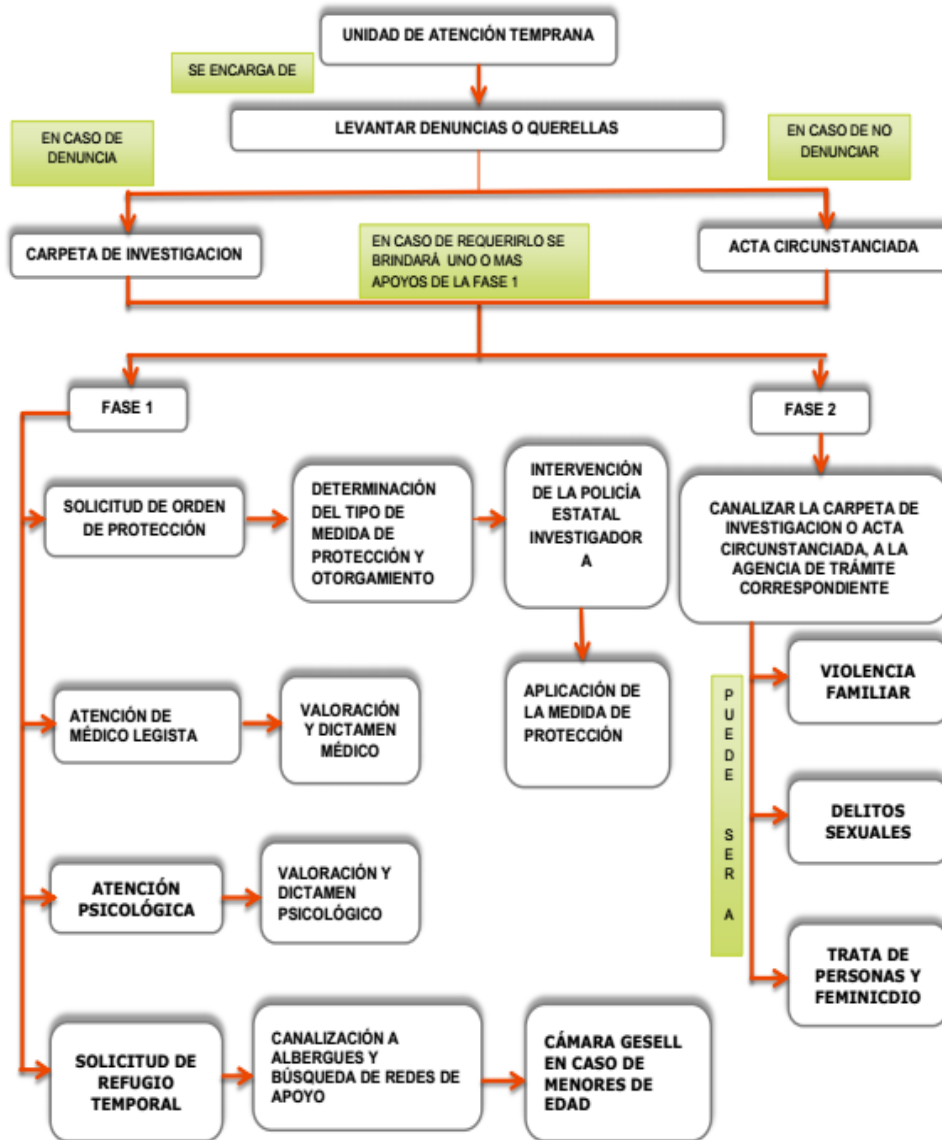 UNIDAD DE ATENCIÓN TEMPRANA
SE ENCARGA DE
LEVANTAR DENUNCIAS O QUERELLAS
EN CASO DE
DENUNCIA
EN CASO DE NO
DENUNCIAR
CARPETA DE INVESTIGACION
EN CASO DE REQUERIRLO SE
BRINDARÁ UNO O MAS
APOYOS DE LA FASE 1
ACTA CIRCUNSTANCIADA
FASE 1
FASE 2
SOLICITUD DE ORDEN
DE PROTECCIÓN
DETERMINACIÓN
DEL TIPO DE
MEDIDA DE
PROTECCIÓN Y
OTORGAMIENTO
INTERVENCIÓN
DE LA POLICÍA
ESTATAL
INVESTIGADOR
A
CANALIZAR LA CARPETA DE
INVESTIGACION O ACTA
CIRCUNSTANCIADA, A LA
AGENCIA DE TRÁMITE
CORRESPONDIENTE
APLICACIÓN DE
LA MEDIDA DE
PROTECCIÓN
PUEDE SER A
VIOLENCIA
FAMILIAR
ATENCIÓN DE
MÉDICO LEGISTA
VALORACIÓN
Y DICTAMEN
MÉDICO
DELITOS
SEXUALES
ATENCIÓN
PSICOLÓGICA
VALORACIÓN Y
DICTAMEN
PSICOLÓGICO
TRATA DE
PERSONAS Y
FEMINICDIO
SOLICITUD DE
REFUGIO
TEMPORAL
CANALIZACIÓN A
ALBERGUES Y
BÚSQUEDA DE REDES DE
APOYO
CÁMARA GESELL
EN CASO DE
MENORES DE
EDAD